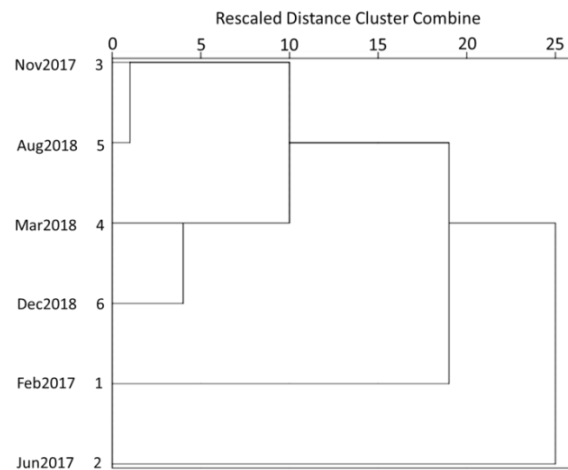 Rescaled Distance Cluster Combine
0 5 10 15 20 25
Nov2017 3
Aug2018 5
Mar2018 4
Dec2018 6
Feb2017 1
Jun2017 2